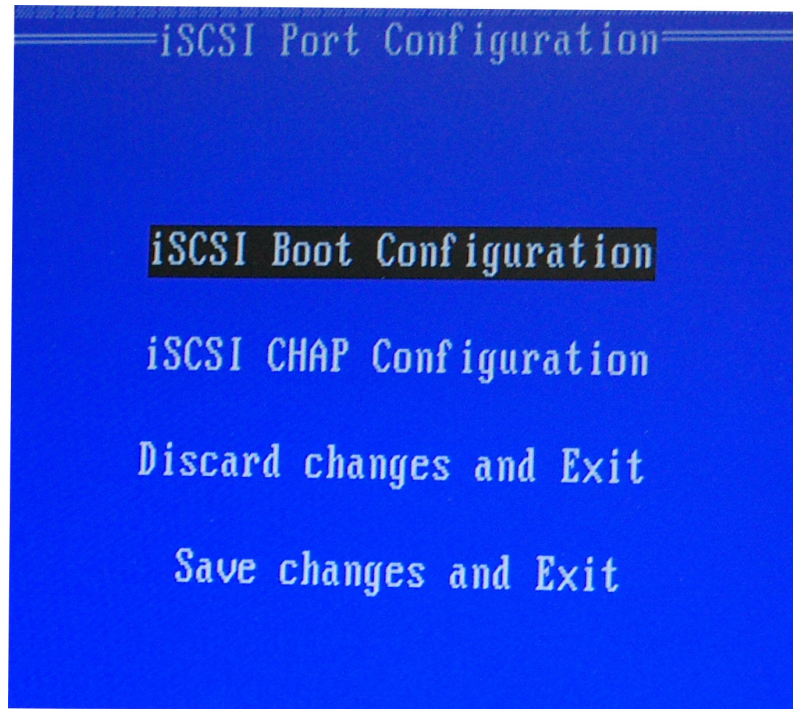 iSCSI Port Configuration
iSCSI Boot Configuration
iSCSI CHAP Configuration
Discard changes and Exit
Save changes and Exit